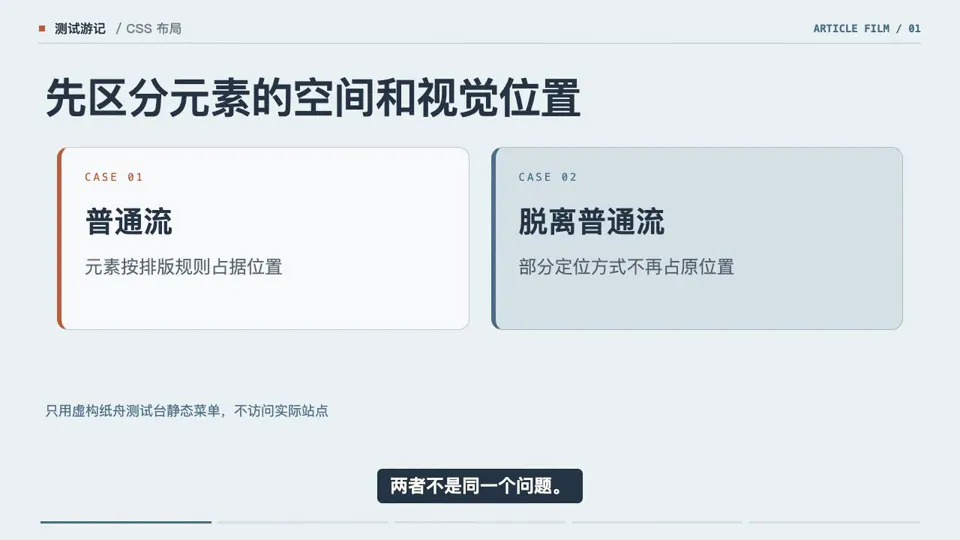 测试游记 / CSS 布局
ARTICLE FILM / 01
先区分元素的空间和视觉位置
CASE 01
普通流
元素按排版规则占据位置
CASE 02
脱离普通流
部分定位方式不再占原位置
只用虚构纸舟测试台静态菜单，不访问实际站点
两者不是同一个问题。